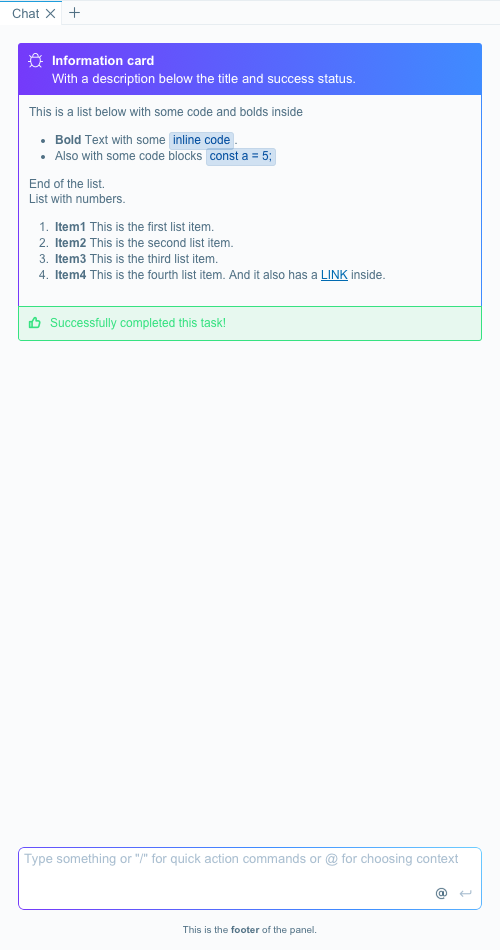 Chat
Information card
With a description below the title and success status.
This is a list below with some code and bolds inside
• Bold Text with some inline code.
• Also with some code blocks const a = 5;
End of the list.
List with numbers.
1. Item1 This is the first list item.
2. Item2 This is the second list item.
3. Item3 This is the third list item.
4. Item4 This is the fourth list item. And it also has a LINK inside.
Successfully completed this task!
Type something or "/" for quick action commands or @ for choosing context
@
This is the footer of the panel.